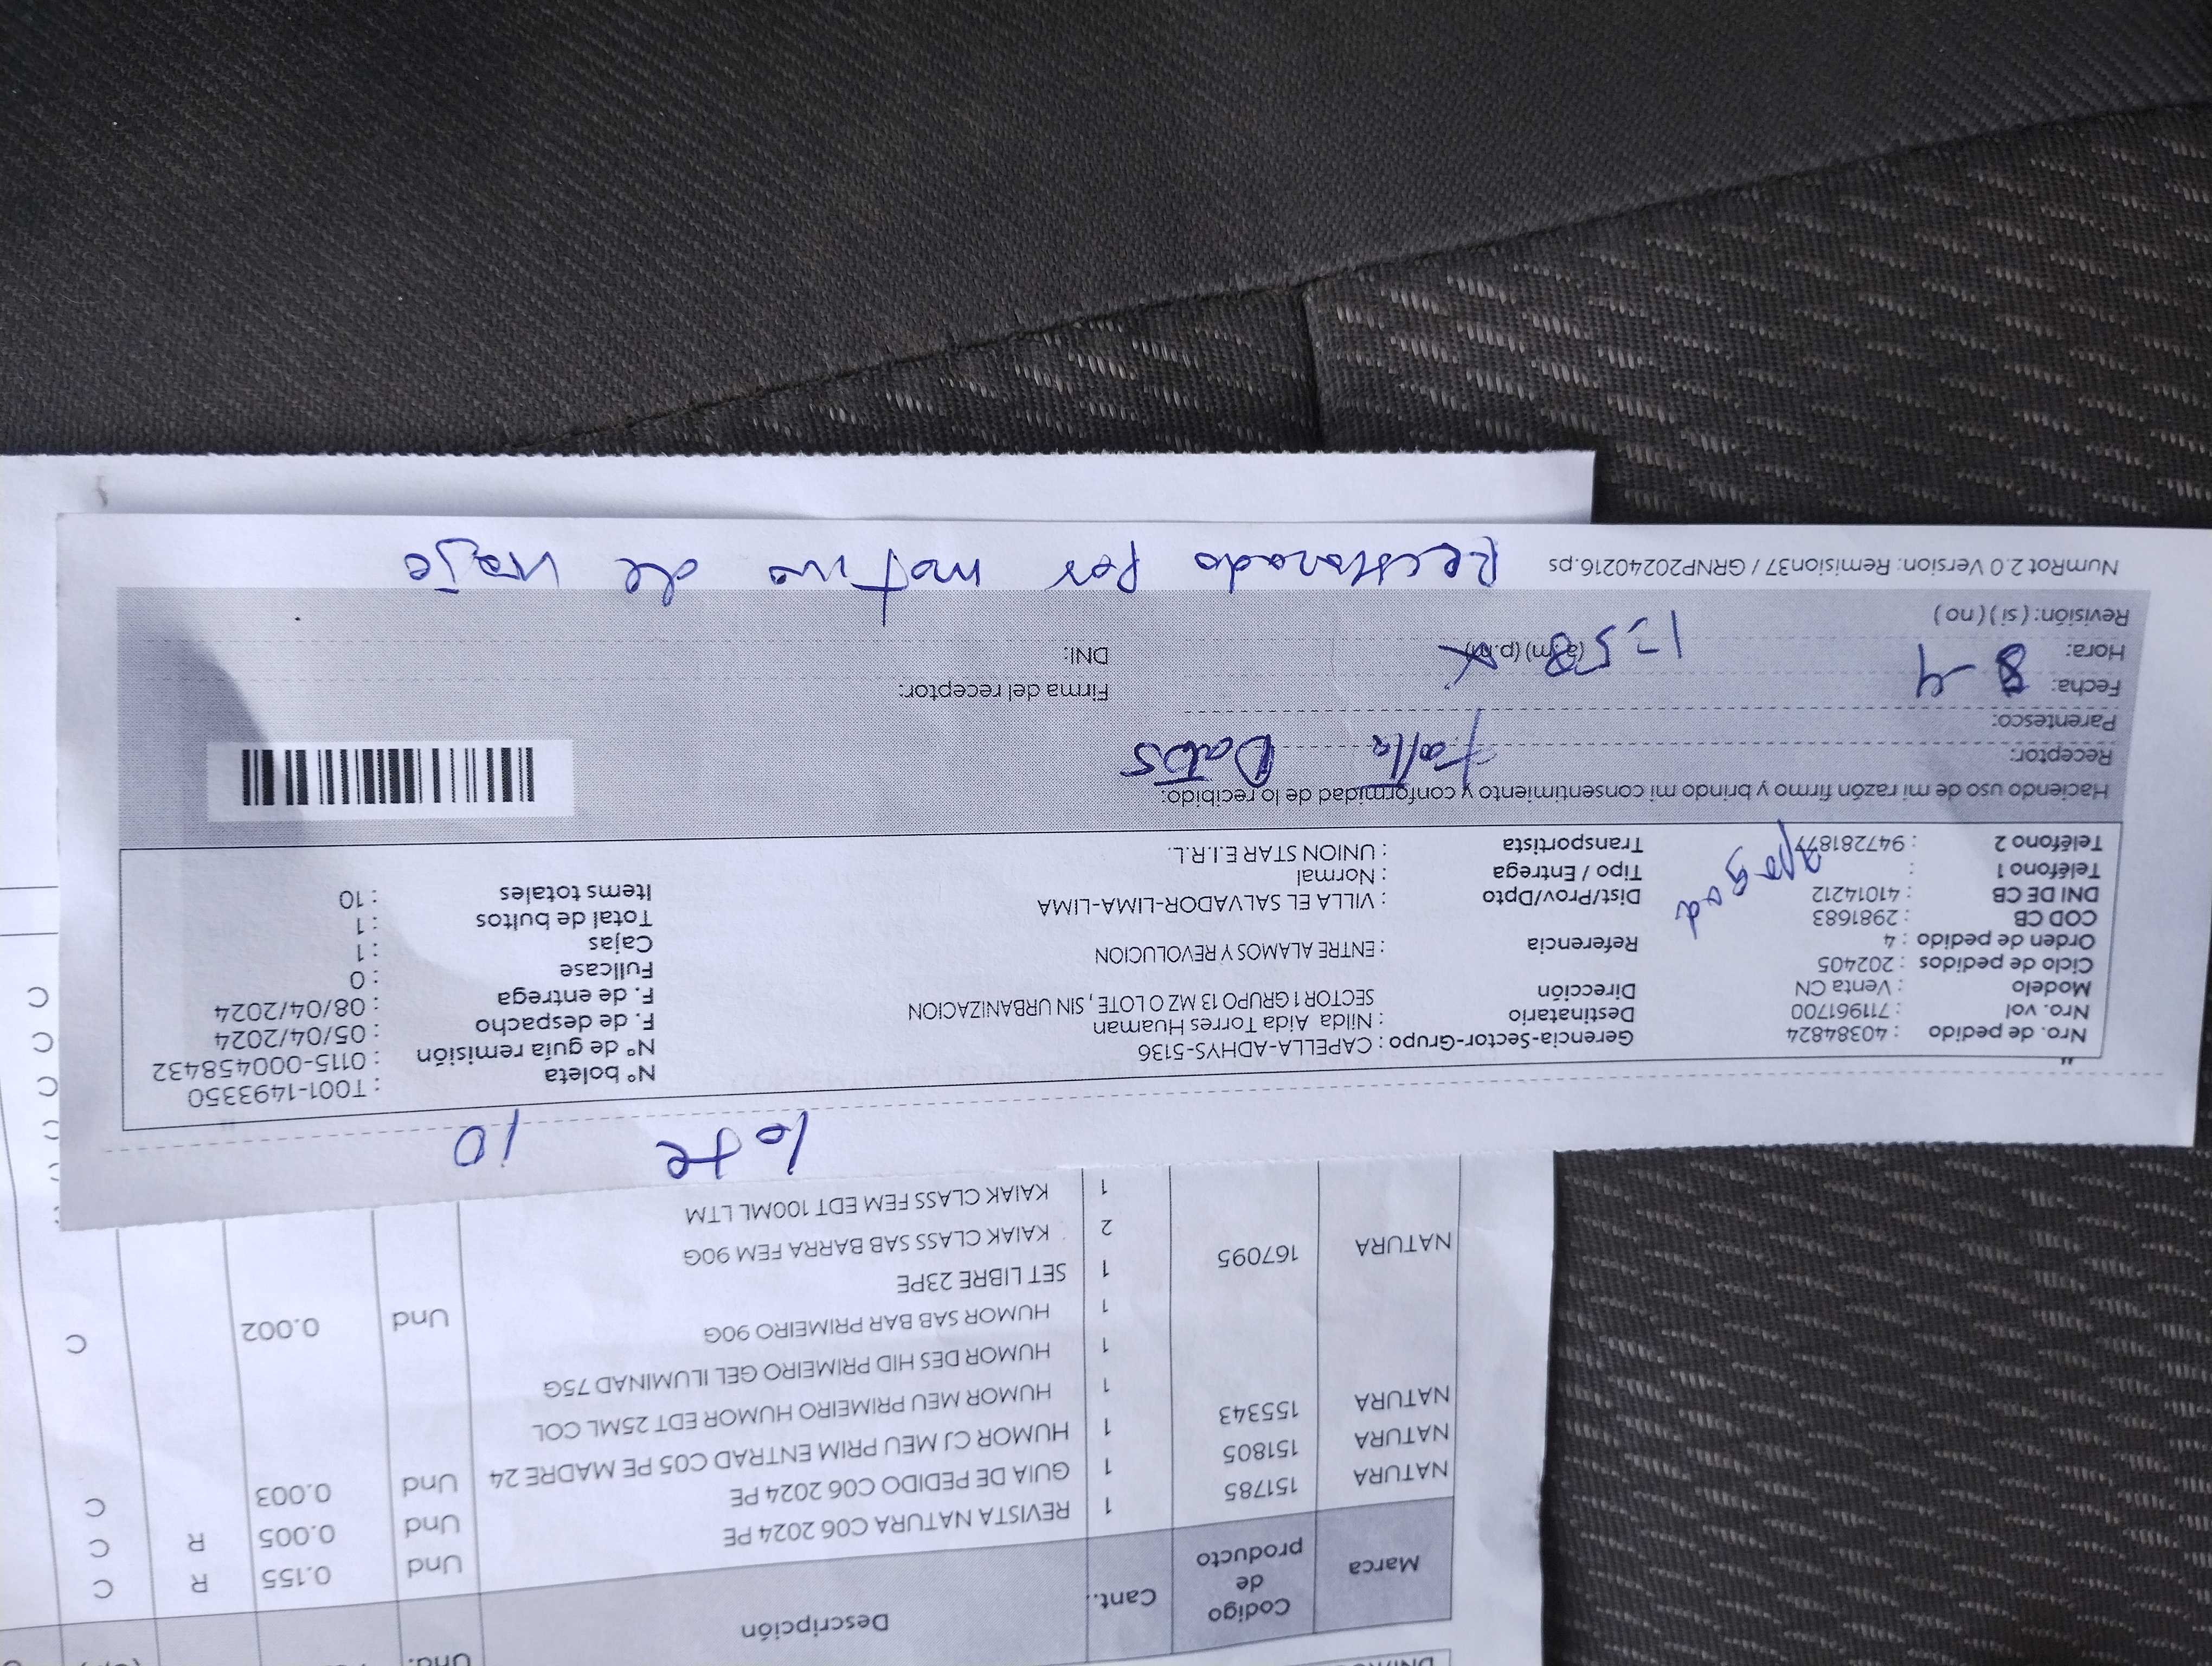 DNI/RUC
Marca Codigo de producto Cant.. Descripción Und.
NATURA 151785 1 REVISTA NATURA C06 2024 PE Und 0.155 R C
NATURA 151805 1 GUIA DE PEDIDO C06 2024 PE Und 0.005 R C
NATURA 155343 1 HUMOR CJ MEU PRIM ENTRAD C05 PE MADRE 24 Und 0.003 C
1 HUMOR MEU PRIMEIRO HUMOR EDT 25ML COL
1 HUMOR DES HID PRIMEIRO GEL ILUMINAD 75G
1 HUMOR SAB BAR PRIMEIRO 90G
NATURA 167095 1 SET LIBRE 23PE Und 0.002 C
2 KAIAK CLASS SAB BARRA FEM 90G
1 KAIAK CLASS FEM EDT 100ML LTM
lote 10
Nro. de pedido : 40384824 Gerencia-Sector-Grupo : CAPELLA-ADHYS-5136 N° boleta : T001-1493350
Nro. vol : 711961700 Destinatario : Nilda Aida Torres Huaman N° de guía remisión : 0115-000458432
Modelo : Venta CN Dirección SECTOR 1 GRUPO 13 MZ O LOTE , SIN URBANIZACION F. de despacho : 05/04/2024
Ciclo de pedidos : 202405 F. de entrega : 08/04/2024
Orden de pedido : 4 Referencia : ENTRE ALAMOS Y REVOLUCION Fullcase : 0
COD CB : 2981683 Cajas : 1
DNI DE CB : 41014212 Dist/Prov/Dpto : VILLA EL SALVADOR-LIMA-LIMA Total de bultos : 1
Teléfono 1 : Tipo / Entrega : Normal Items totales : 10
Teléfono 2 : 947281877 Transportista : UNION STAR E.I.R.L.
apagad
Haciendo uso de mi razón firmo y brindo mi consentimiento y conformidad de lo recibido:
Receptor: Falta Datos
Parentesco:
Fecha: 8-4 Firma del receptor:
Hora: 1=58 (a.m) (p.m) X DNI:
Revisión: ( si ) ( no )
NumRot 2.0 Version: Remision37 / GRNP20240216.ps
por motivo de viaje